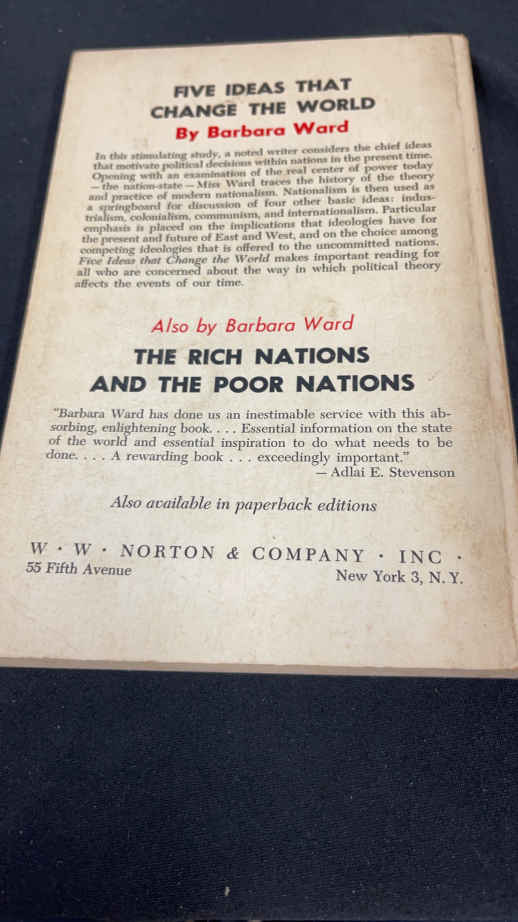 FIVE IDEAS THAT
CHANGE THE WORLD
By Barbara Ward
In this stimulating study, a noted writer considers the chief ideas
that motivate political decisions within nations in the present time.
Opening with an examination of the real center of power today
— the nation-state — Miss Ward traces the history of the theory
and practice of modern nationalism. Nationalism is then used as
a springboard for discussion of four other basic ideas: indus-
trialism, colonialism, communism, and internationalism. Particular
emphasis is placed on the implications that ideologies have for
the present and future of East and West, and on the choice among
competing ideologies that is offered to the uncommitted nations.
Five Ideas that Change the World makes important reading for
all who are concerned about the way in which political theory
affects the events of our time.
Also by Barbara Ward
THE RICH NATIONS
AND THE POOR NATIONS
"Barbara Ward has done us an inestimable service with this ab-
sorbing, enlightening book. . . . Essential information on the state
of the world and essential inspiration to do what needs to be
done. . . . A rewarding book . . . exceedingly important."
— Adlai E. Stevenson
Also available in paperback editions
W · W · NORTON & COMPANY · INC ·
55 Fifth Avenue New York 3, N. Y.